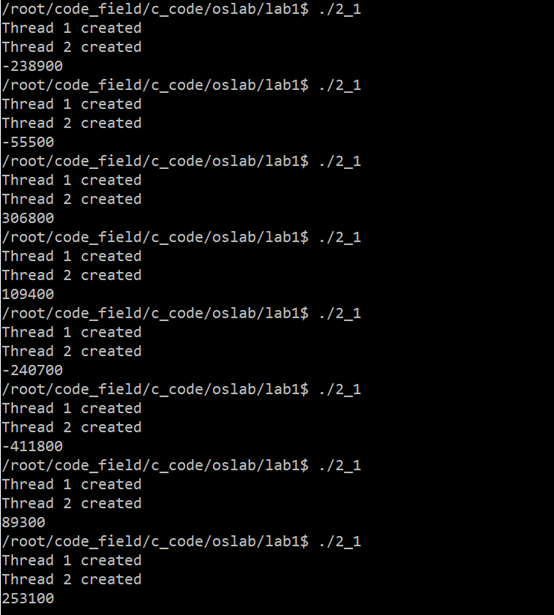 /root/code_field/c_code/oslab/lab1$ ./2_1
Thread 1 created
Thread 2 created
-238900
/root/code_field/c_code/oslab/lab1$ ./2_1
Thread 1 created
Thread 2 created
-55500
/root/code_field/c_code/oslab/lab1$ ./2_1
Thread 1 created
Thread 2 created
306800
/root/code_field/c_code/oslab/lab1$ ./2_1
Thread 1 created
Thread 2 created
109400
/root/code_field/c_code/oslab/lab1$ ./2_1
Thread 1 created
Thread 2 created
-240700
/root/code_field/c_code/oslab/lab1$ ./2_1
Thread 1 created
Thread 2 created
-411800
/root/code_field/c_code/oslab/lab1$ ./2_1
Thread 1 created
Thread 2 created
89300
/root/code_field/c_code/oslab/lab1$ ./2_1
Thread 1 created
Thread 2 created
253100